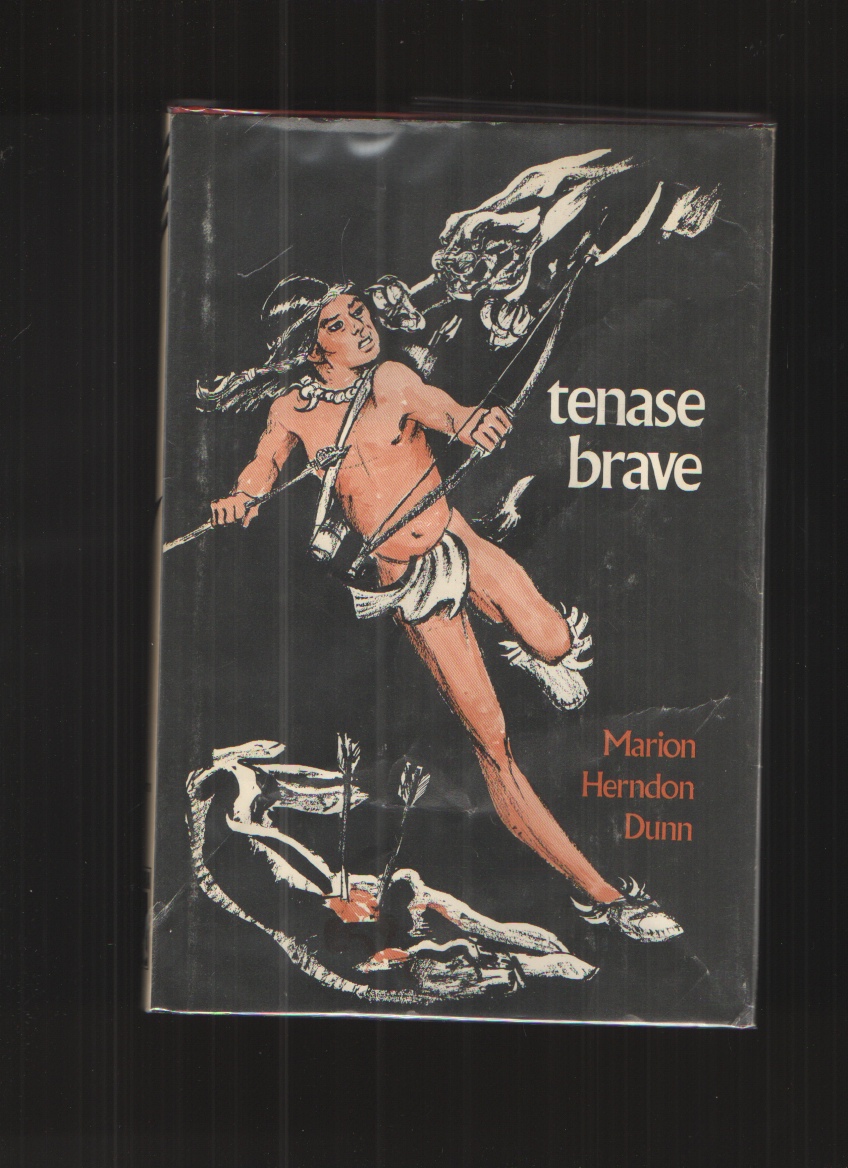 tenase
brave
Marion
Herndon
Dunn